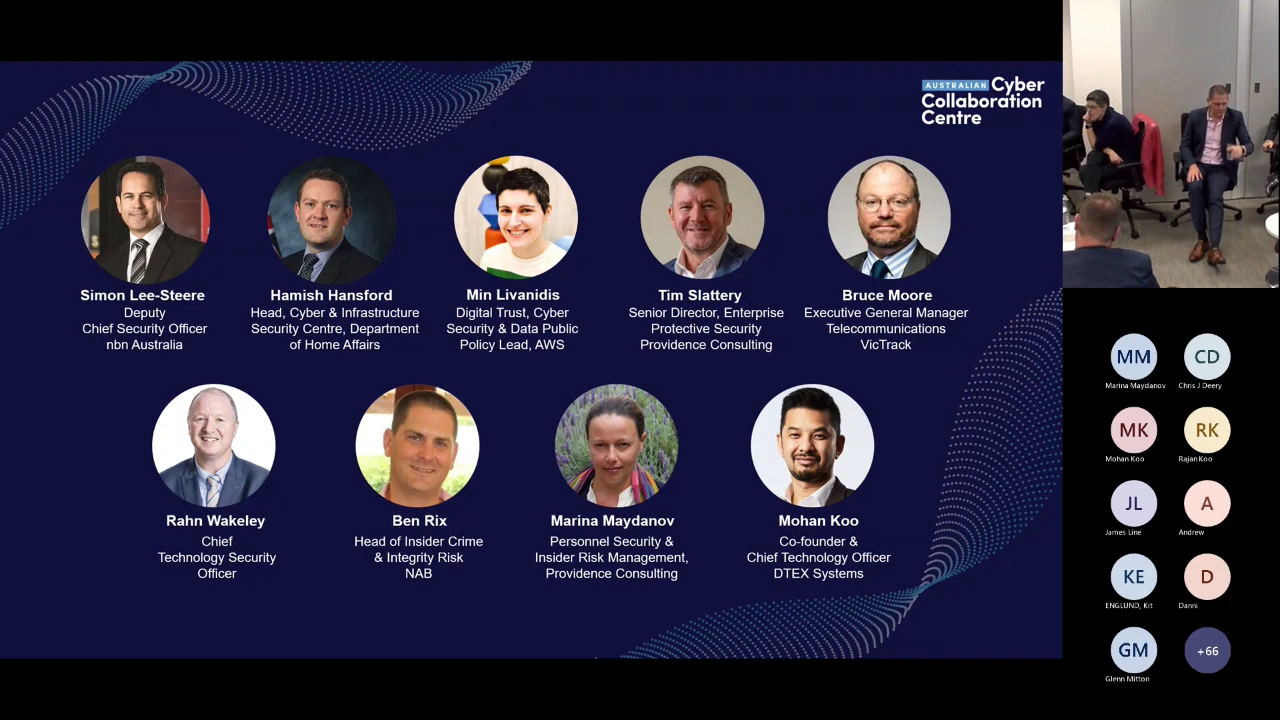 AUSTRALIAN Cyber
Collaboration
Centre
Simon Lee-Steere
Deputy
Chief Security Officer
nbn Australia
Hamish Hansford
Head, Cyber & Infrastructure
Security Centre, Department
of Home Affairs
Min Livanidis
Digital Trust, Cyber
Security & Data Public
Policy Lead, AWS
Tim Slattery
Senior Director, Enterprise
Protective Security
Providence Consulting
Bruce Moore
Executive General Manager
Telecommunications
VicTrack
Rahn Wakeley
Chief
Technology Security
Officer
Ben Rix
Head of Insider Crime
& Integrity Risk
NAB
Marina Maydanov
Personnel Security &
Insider Risk Management,
Providence Consulting
Mohan Koo
Co-founder &
Chief Technology Officer
DTEX Systems
MM
Marina Maydanov
CD
Chris J Deery
MK
Mohan Koo
RK
Rajan Koo
JL
James Line
A
Andrew
KE
ENGLUND, Kit
D
Danni
GM
Glenn Mitton
+66